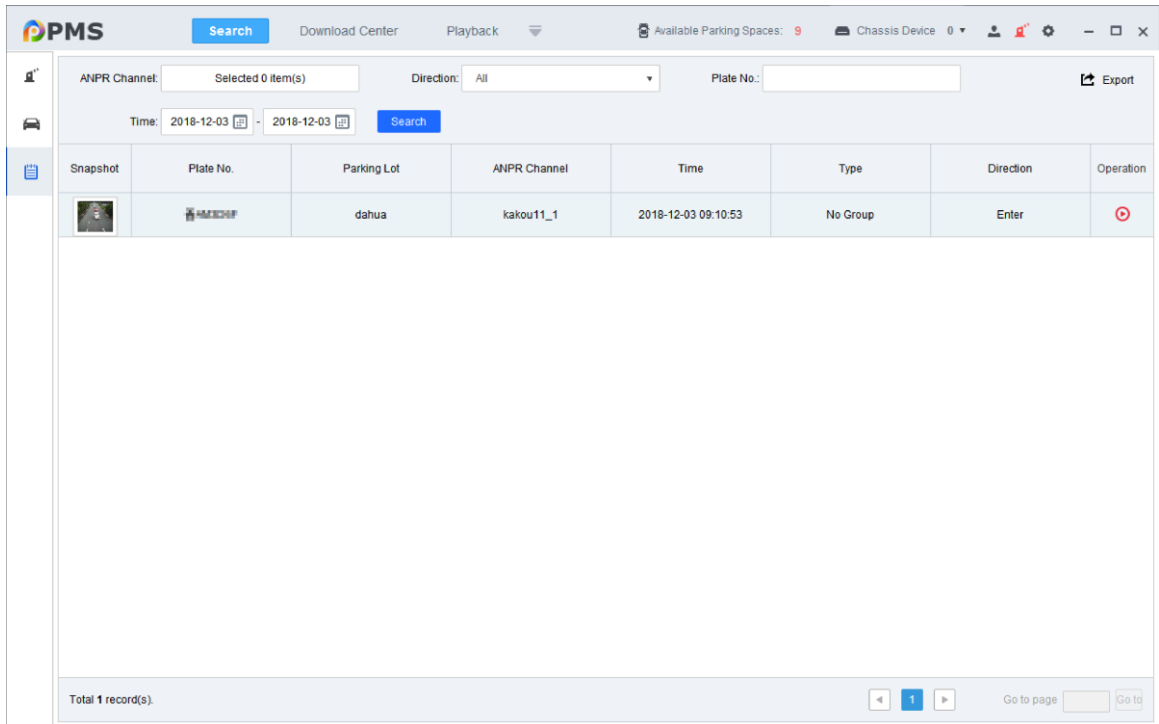 PMS Search Download Center Playback Available Parking Spaces: 9 Chassis Device 0
ANPR Channel: Selected 0 item(s) Direction: All Plate No.: Export
Time: 2018-12-03 - 2018-12-03 Search
Snapshot Plate No. Parking Lot ANPR Channel Time Type Direction Operation
dahua kakou11_1 2018-12-03 09:10:53 No Group Enter
Total 1 record(s). 1 Go to page Go to